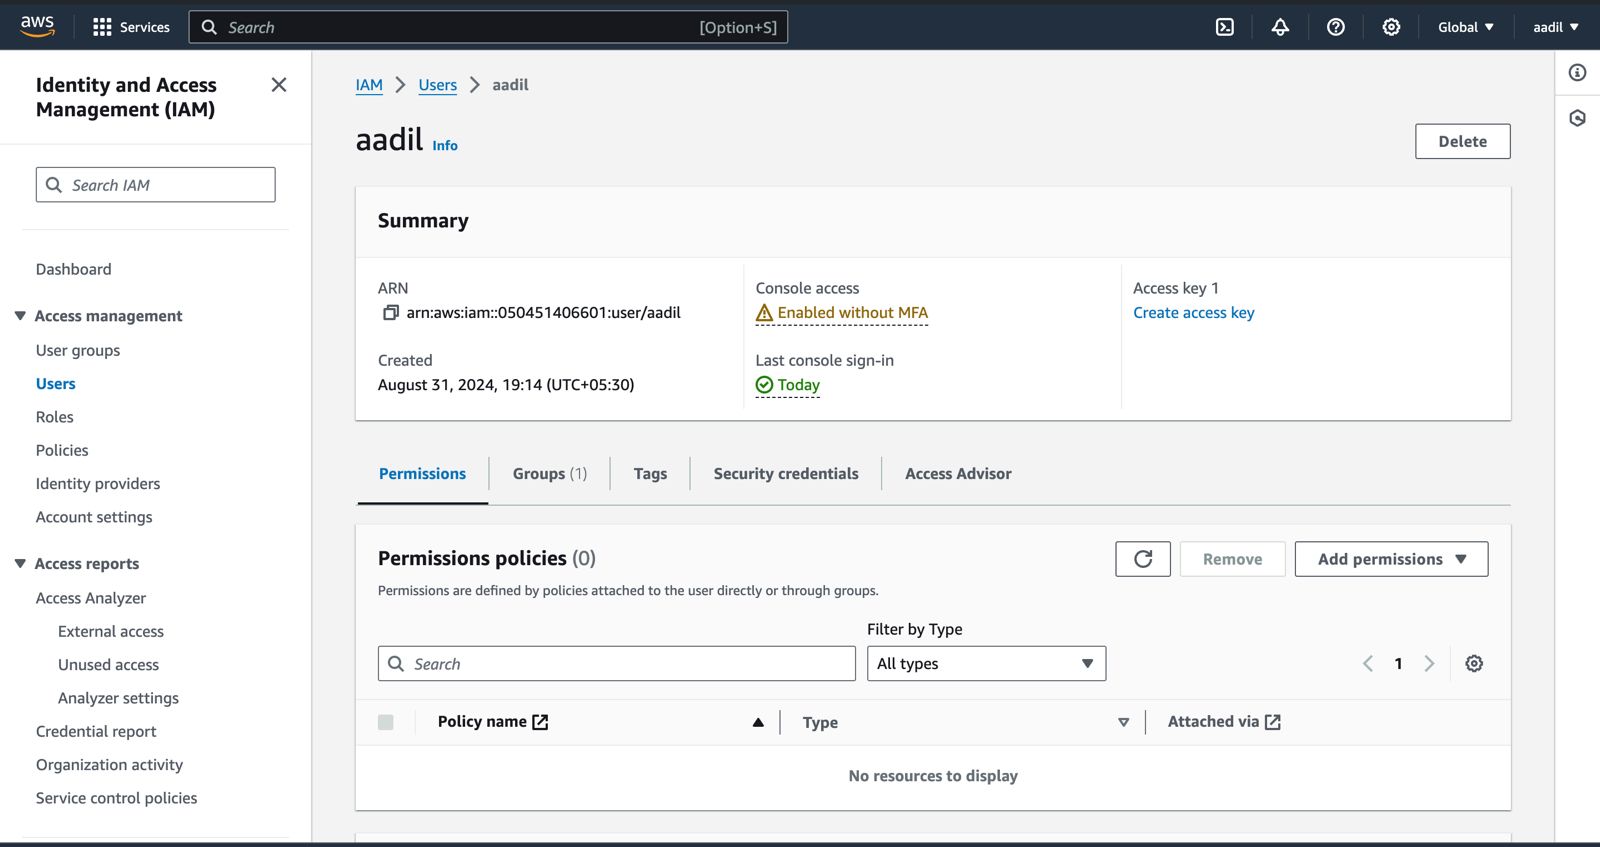 aws
Services
Search
[Option+S]
Global
aadil
Identity and Access
Management (IAM)
Search IAM
Dashboard
Access management
User groups
Users
Roles
Policies
Identity providers
Account settings
Access reports
Access Analyzer
External access
Unused access
Analyzer settings
Credential report
Organization activity
Service control policies
IAM > Users > aadil
aadil Info
Delete
Summary
ARN
arn:aws:iam::050451406601:user/aadil
Created
August 31, 2024, 19:14 (UTC+05:30)
Console access
Enabled without MFA
Last console sign-in
Today
Access key 1
Create access key
Permissions
Groups (1)
Tags
Security credentials
Access Advisor
Permissions policies (0)
Remove
Add permissions
Permissions are defined by policies attached to the user directly or through groups.
Filter by Type
Search
All types
1
Policy name
Type
Attached via
No resources to display